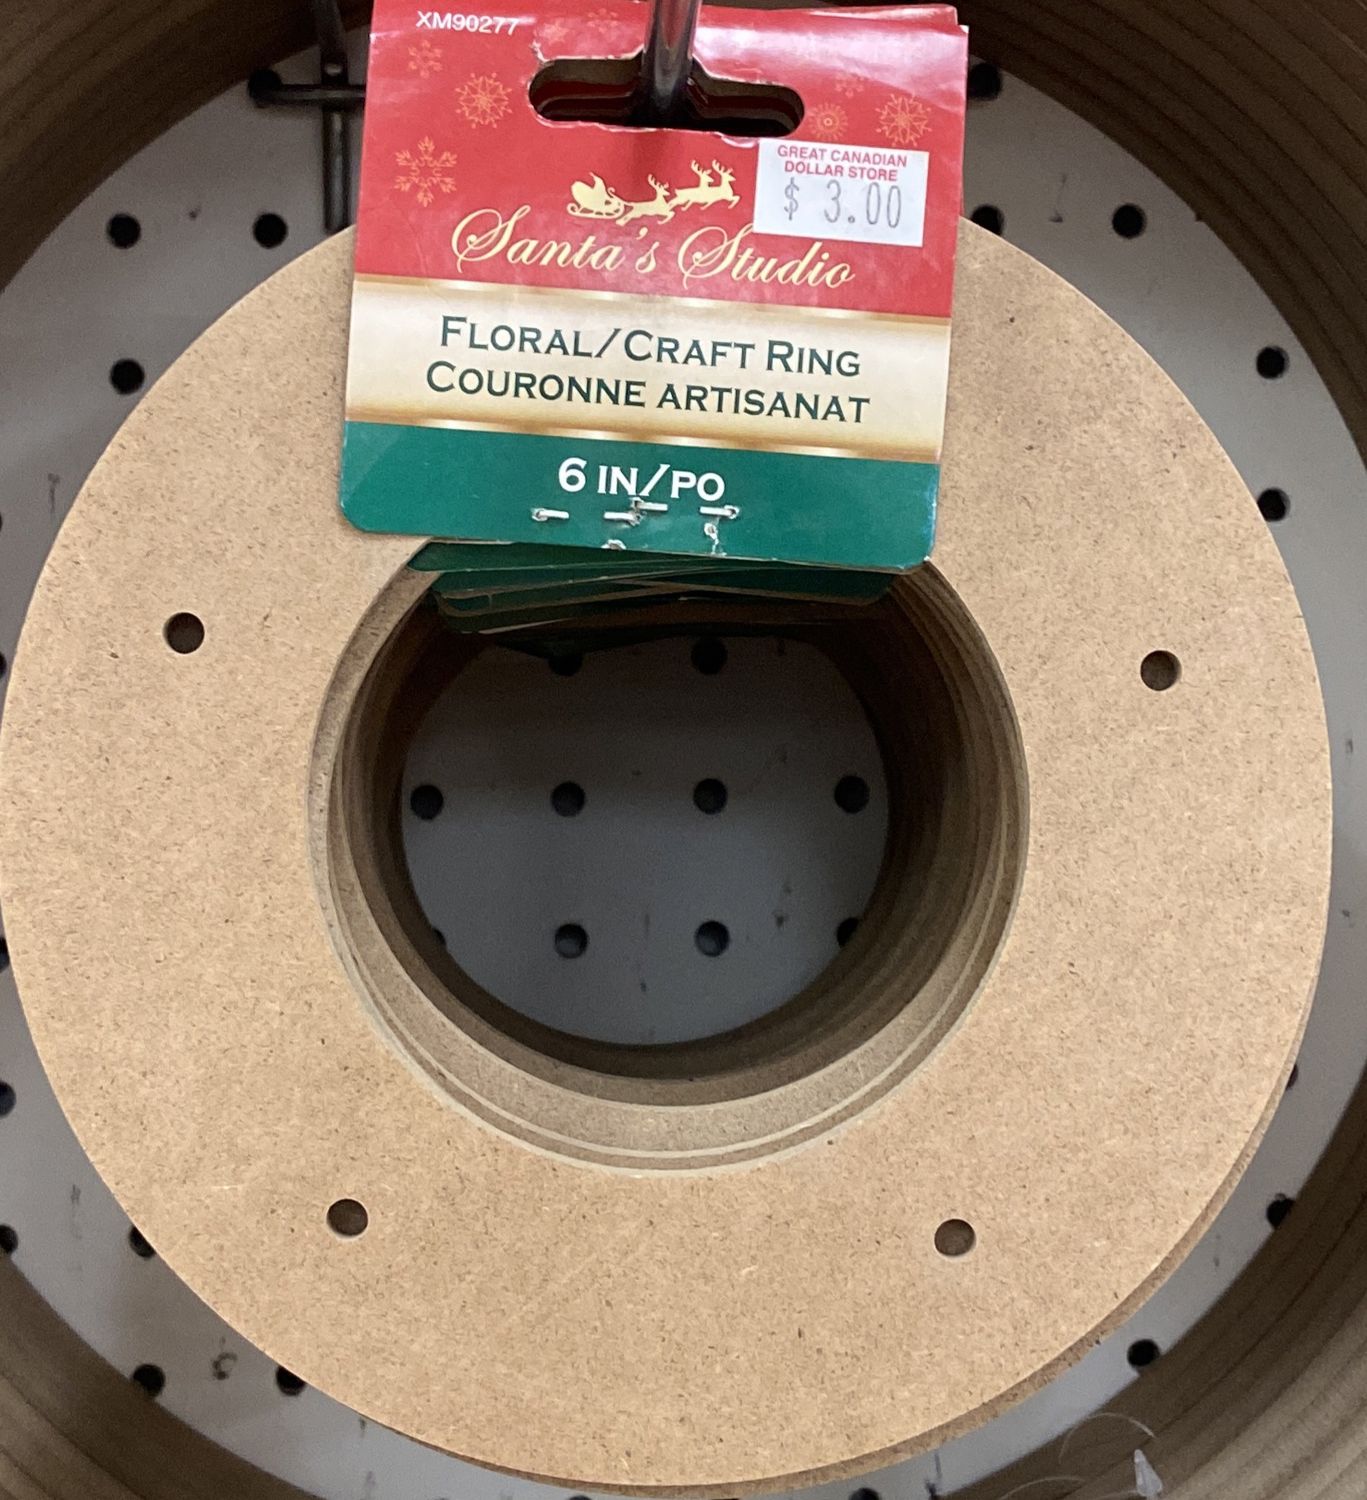 XM90277
GREAT CANADIAN
DOLLAR STORE
$ 3.00
Santa's Studio
FLORAL/CRAFT RING
COURONNE ARTISANAT
6 IN/PO